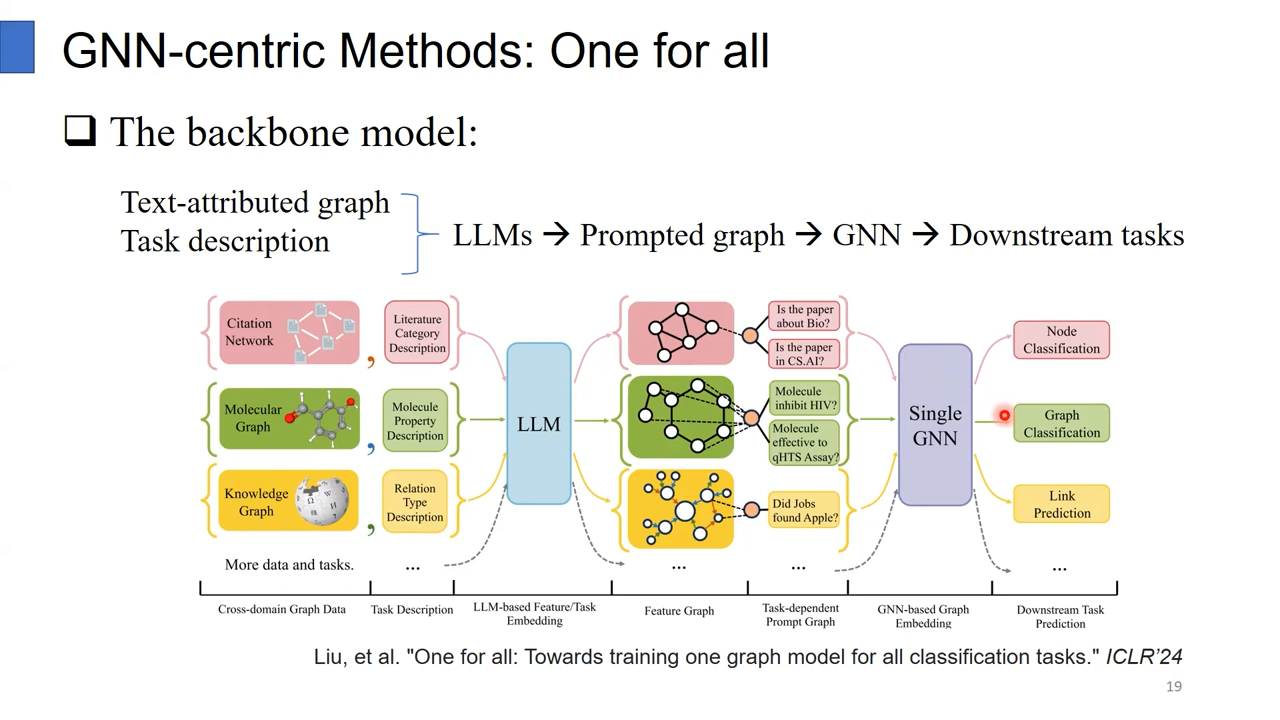 GNN-centric Methods: One for all
❑ The backbone model:
Text-attributed graph
Task description
LLMs → Prompted graph → GNN → Downstream tasks
Citation
Network
,
Literature
Category
Description
Molecular
Graph
,
Molecule
Property
Description
Knowledge
Graph
,
Relation
Type
Description
More data and tasks.
...
LLM
Is the paper
about Bio?
Is the paper
in CS.AI?
Molecule
inhibit HIV?
Molecule
effective to
qHTS Assay?
Did Jobs
found Apple?
...
...
Single
GNN
Node
Classification
Graph
Classification
Link
Prediction
...
Cross-domain Graph Data
Task Description
LLM-based Feature/Task
Embedding
Feature Graph
Task-dependent
Prompt Graph
GNN-based Graph
Embedding
Downstream Task
Prediction
Liu, et al. "One for all: Towards training one graph model for all classification tasks." ICLR’24
19